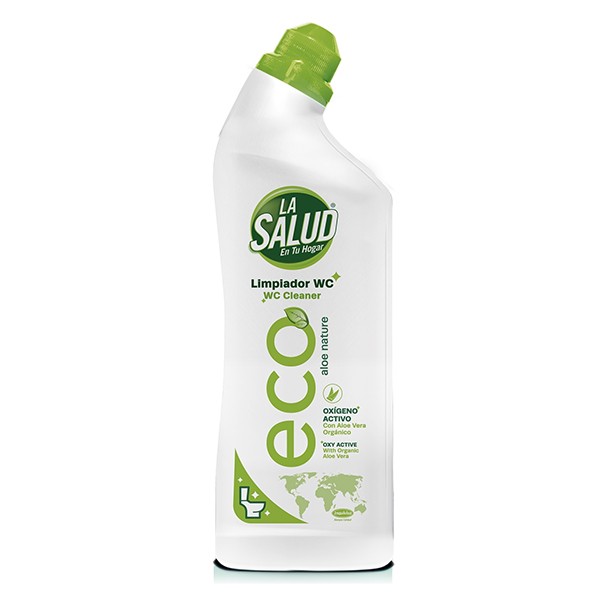 LA
SALUD®
En Tu Hogar
Limpiador WC
WC Cleaner
eco
aloe nature
OXÍGENO
ACTIVO
Con Aloe Vera
Orgánico
OXY ACTIVE
With Organic
Aloe Vera